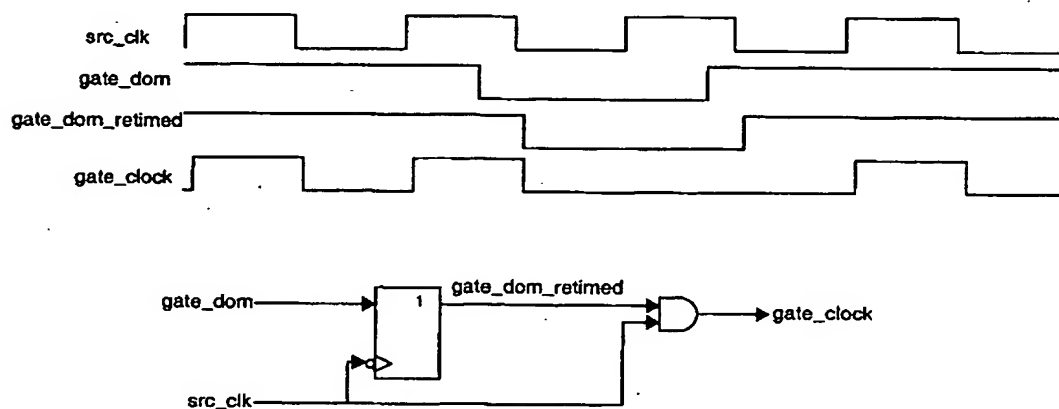 src_clk
gate_dom
gate_dom_retimed
gate_clock
gate_dom
1
gate_dom_retimed
gate_clock
src_clk